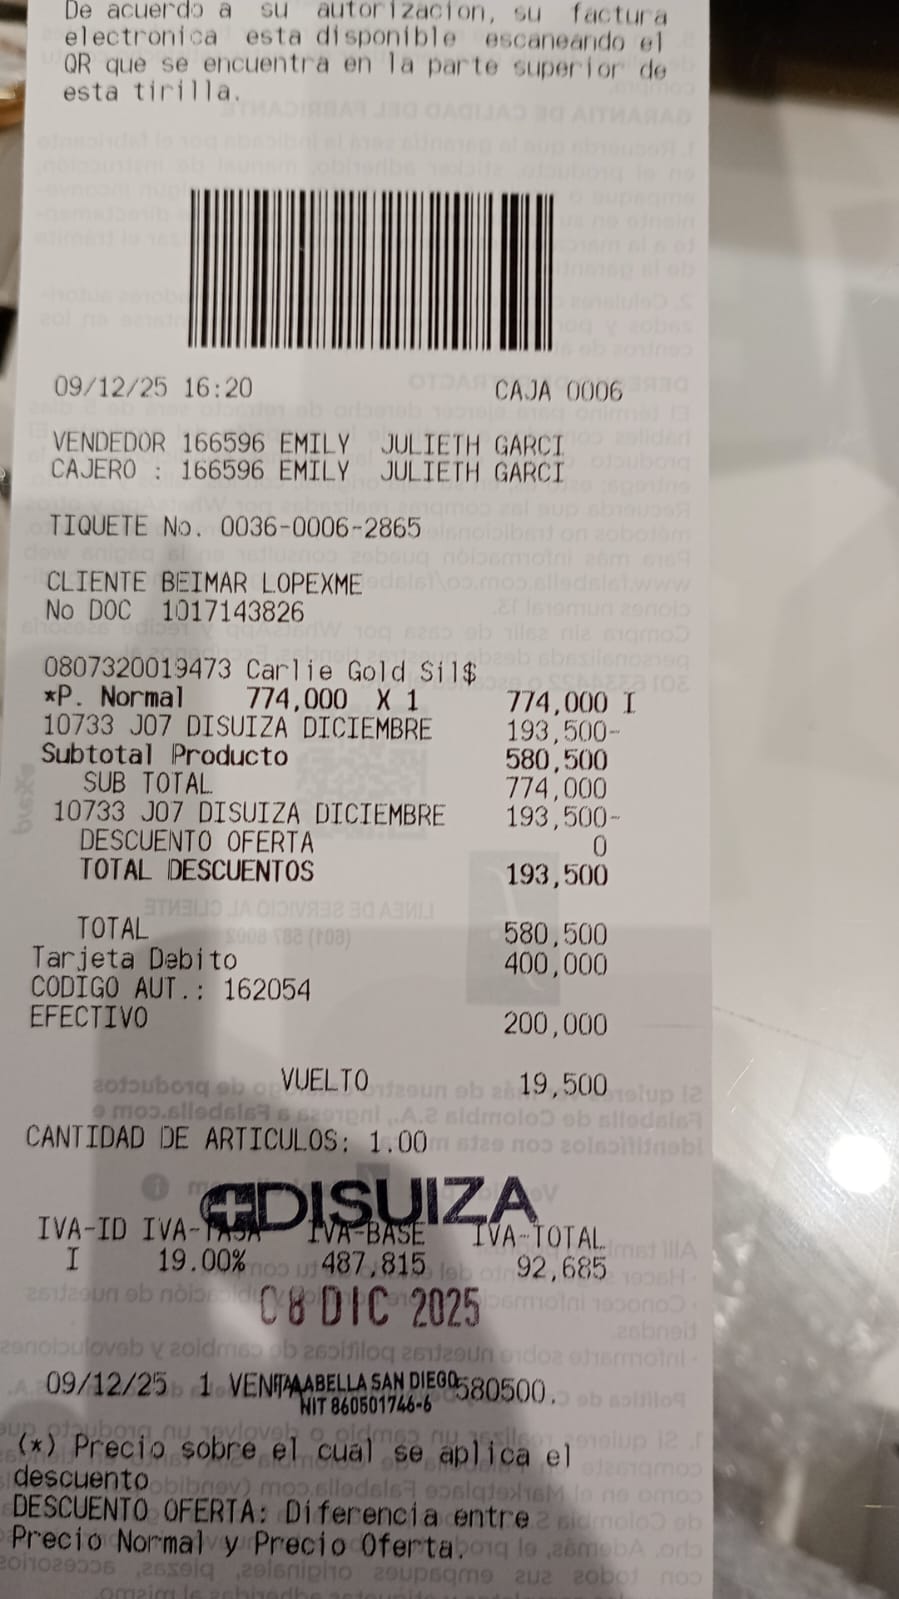 De acuerdo a su autorizacion, su factura
electronica esta disponible escaneando el
QR que se encuentra en la parte superior de
esta tirilla.
09/12/25 16:20 CAJA 0006
VENDEDOR 166596 EMILY JULIETH GARCI
CAJERO : 166596 EMILY JULIETH GARCI
TIQUETE No. 0036-0006-2865
CLIENTE BEIMAR LOPEXME
No DOC 1017143826
0807320019473 Carlie Gold Sil$
*P. Normal 774,000 X 1 774,000 I
10733 J07 DISUIZA DICIEMBRE 193,500-
Subtotal Producto 580,500
SUB TOTAL 774,000
10733 J07 DISUIZA DICIEMBRE 193,500-
DESCUENTO OFERTA 0
TOTAL DESCUENTOS 193,500
TOTAL 580,500
Tarjeta Debito 400,000
CODIGO AUT.: 162054
EFECTIVO 200,000
VUELTO 19,500
CANTIDAD DE ARTICULOS: 1.00
DISUIZA
IVA-ID IVA-TASA IVA-BASE IVA-TOTAL
I 19.00% 487,815 92,685
08 DIC 2025
09/12/25 1 580500.
ABELLA SAN DIEGO
NIT 860501746-6
(*) Precio sobre el cual se aplica el
descuento
DESCUENTO OFERTA: Diferencia entre
Precio Normal y Precio Oferta.